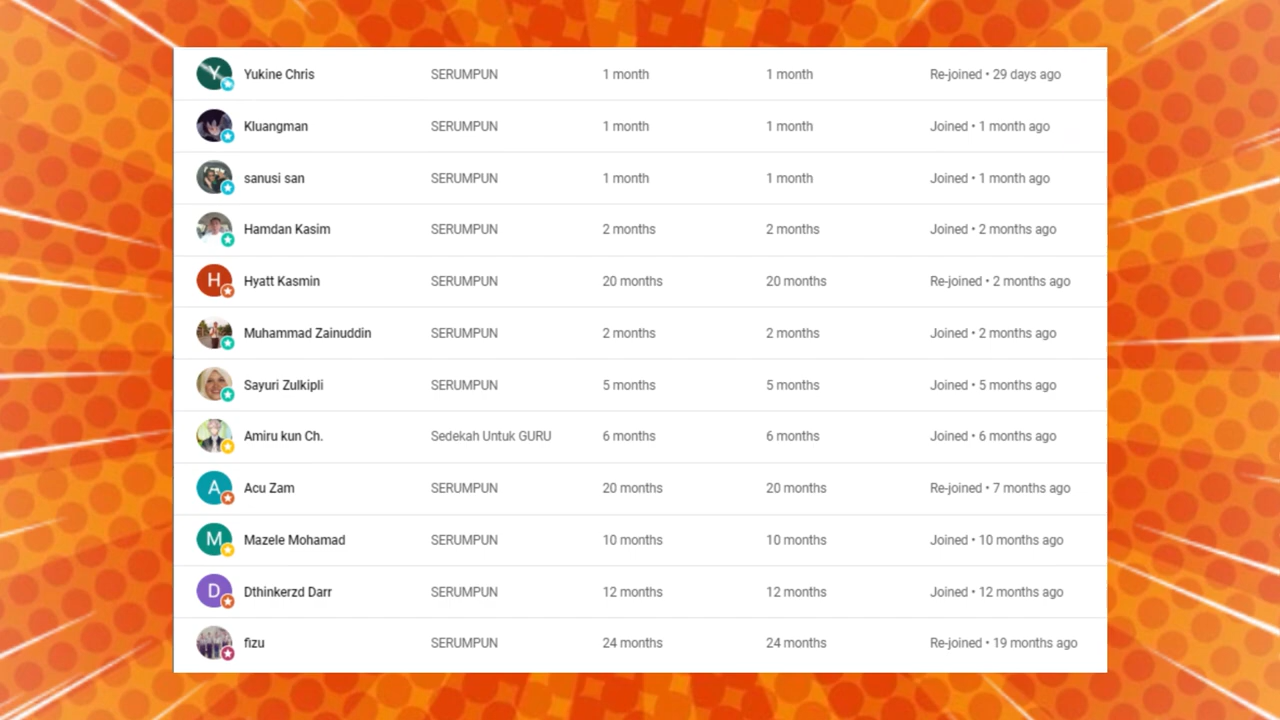 Y Yukine Chris SERUMPUN 1 month 1 month Re-joined • 29 days ago
Kluangman SERUMPUN 1 month 1 month Joined • 1 month ago
sanusi san SERUMPUN 1 month 1 month Joined • 1 month ago
Hamdan Kasim SERUMPUN 2 months 2 months Joined • 2 months ago
H Hyatt Kasmin SERUMPUN 20 months 20 months Re-joined • 2 months ago
Muhammad Zainuddin SERUMPUN 2 months 2 months Joined • 2 months ago
Sayuri Zulkipli SERUMPUN 5 months 5 months Joined • 5 months ago
Amiru kun Ch. Sedekah Untuk GURU 6 months 6 months Joined • 6 months ago
A Acu Zam SERUMPUN 20 months 20 months Re-joined • 7 months ago
M Mazele Mohamad SERUMPUN 10 months 10 months Joined • 10 months ago
D Dthinkerzd Darr SERUMPUN 12 months 12 months Joined • 12 months ago
fizu SERUMPUN 24 months 24 months Re-joined • 19 months ago